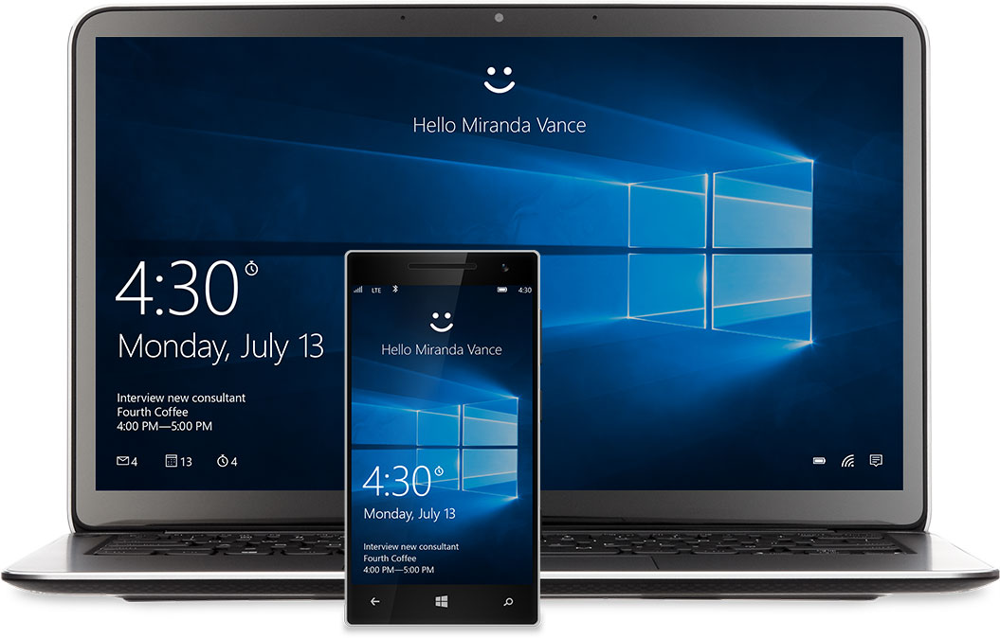 Hello Miranda Vance
4:30
Monday, July 13
Interview new consultant
Fourth Coffee
4:00 PM—5:00 PM
4 13 4
LTE 4:30
Hello Miranda Vance
4:30
Monday, July 13
Interview new consultant
Fourth Coffee
4:00 PM—5:00 PM